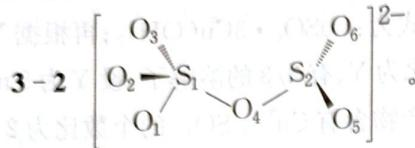 3-2
O₃ O₆ 2-
O₂ S₁ S₂ 。
O₁ O₄ O₅